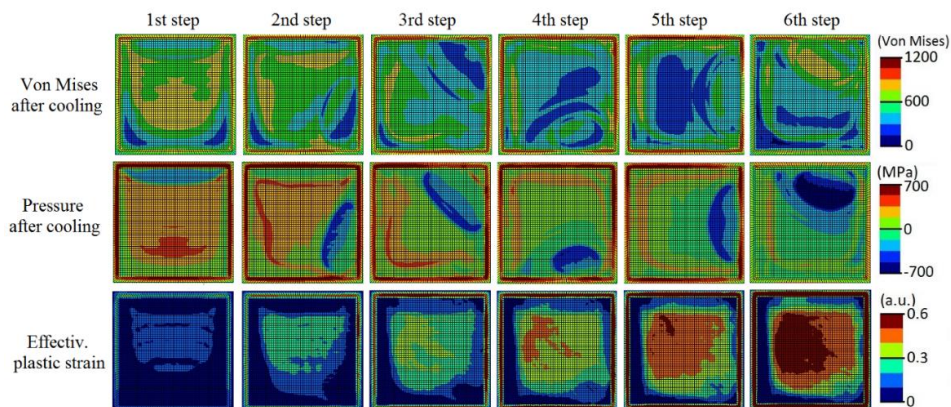 1st step 2nd step 3rd step 4th step 5th step 6th step
Von Mises
after cooling
(Von Mises)
1200
600
0
Pressure
after cooling
(MPa)
700
0
-700
Effectiv.
plastic strain
(a.u.)
0.6
0.3
0